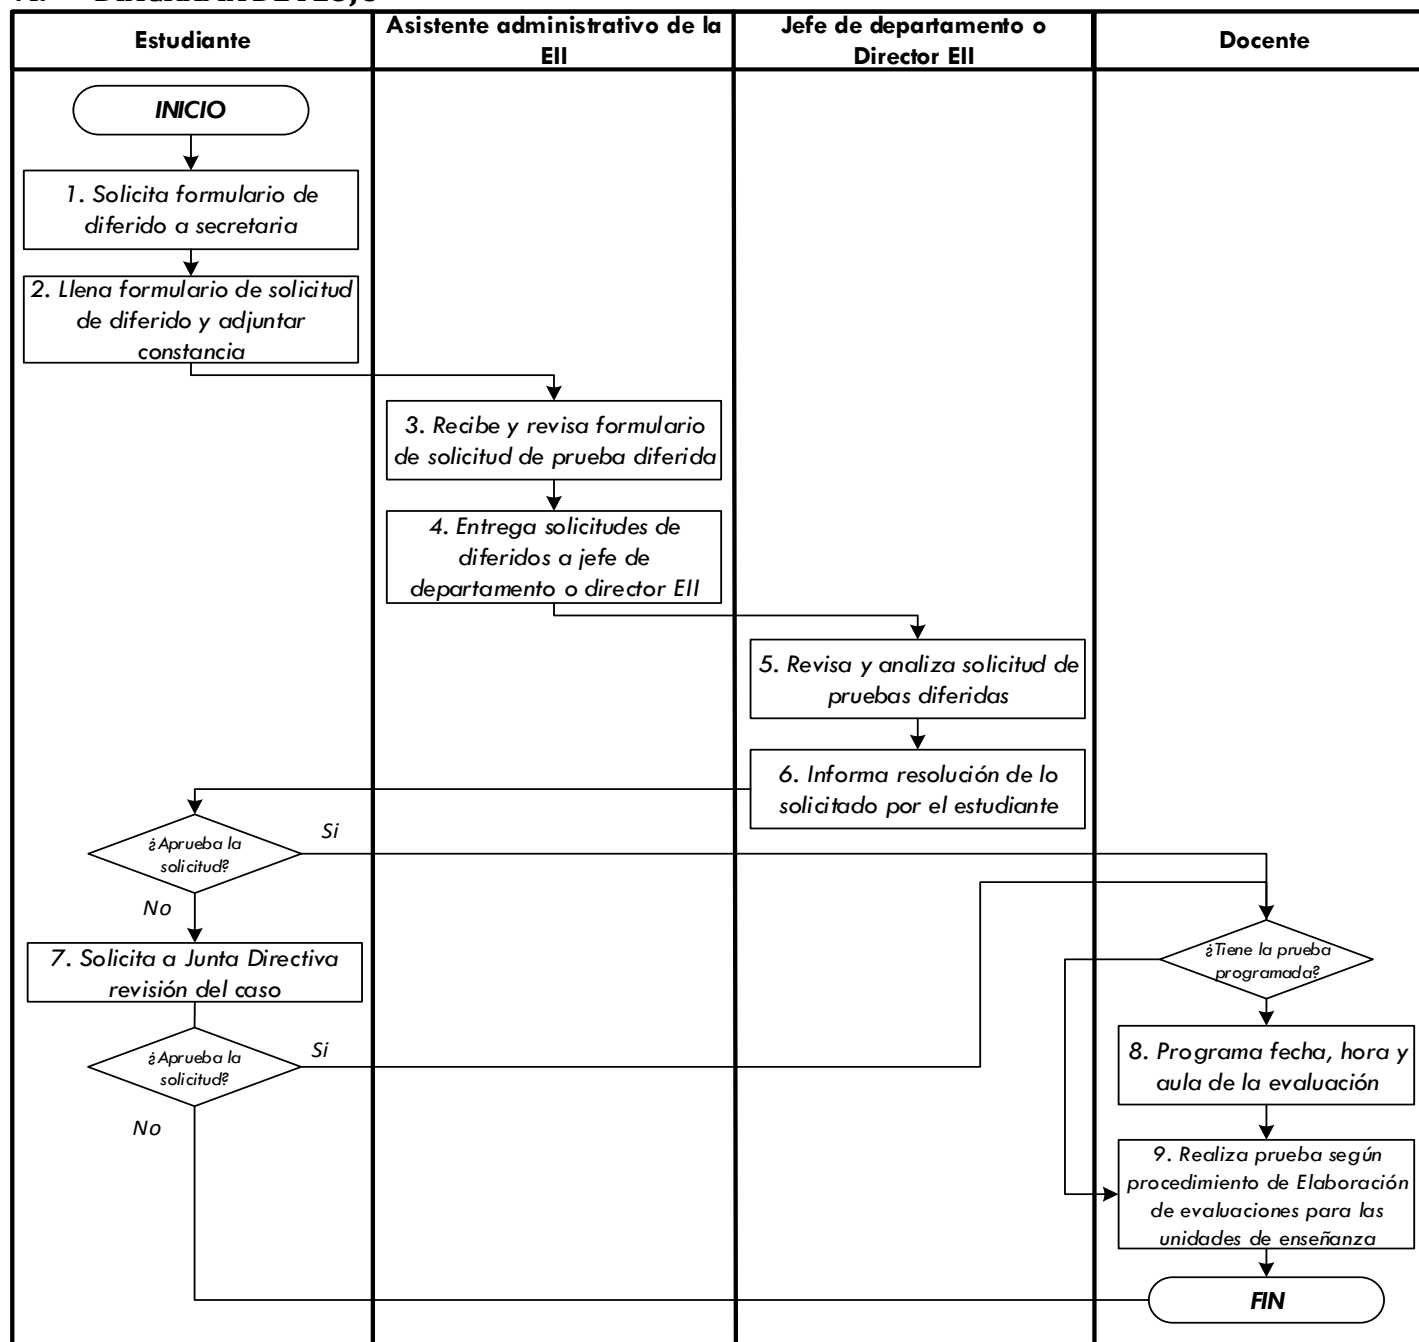 Estudiante
Asistente administrativo de la
EII
Jefe de departamento o
Director EII
Docente
INICIO
1. Solicita formulario de
diferido a secretaria
2. Llena formulario de solicitud
de diferido y adjuntar
constancia
3. Recibe y revisa formulario
de solicitud de prueba diferida
4. Entrega solicitudes de
diferidos a jefe de
departamento o director EII
5. Revisa y analiza solicitud de
pruebas diferidas
6. Informa resolución de lo
solicitado por el estudiante
¿Aprueba la
solicitud?
Si
No
7. Solicita a Junta Directiva
revisión del caso
¿Aprueba la
solicitud?
Si
No
¿Tiene la prueba
programada?
8. Programa fecha, hora y
aula de la evaluación
9. Realiza prueba según
procedimiento de Elaboración
de evaluaciones para las
unidades de enseñanza
FIN